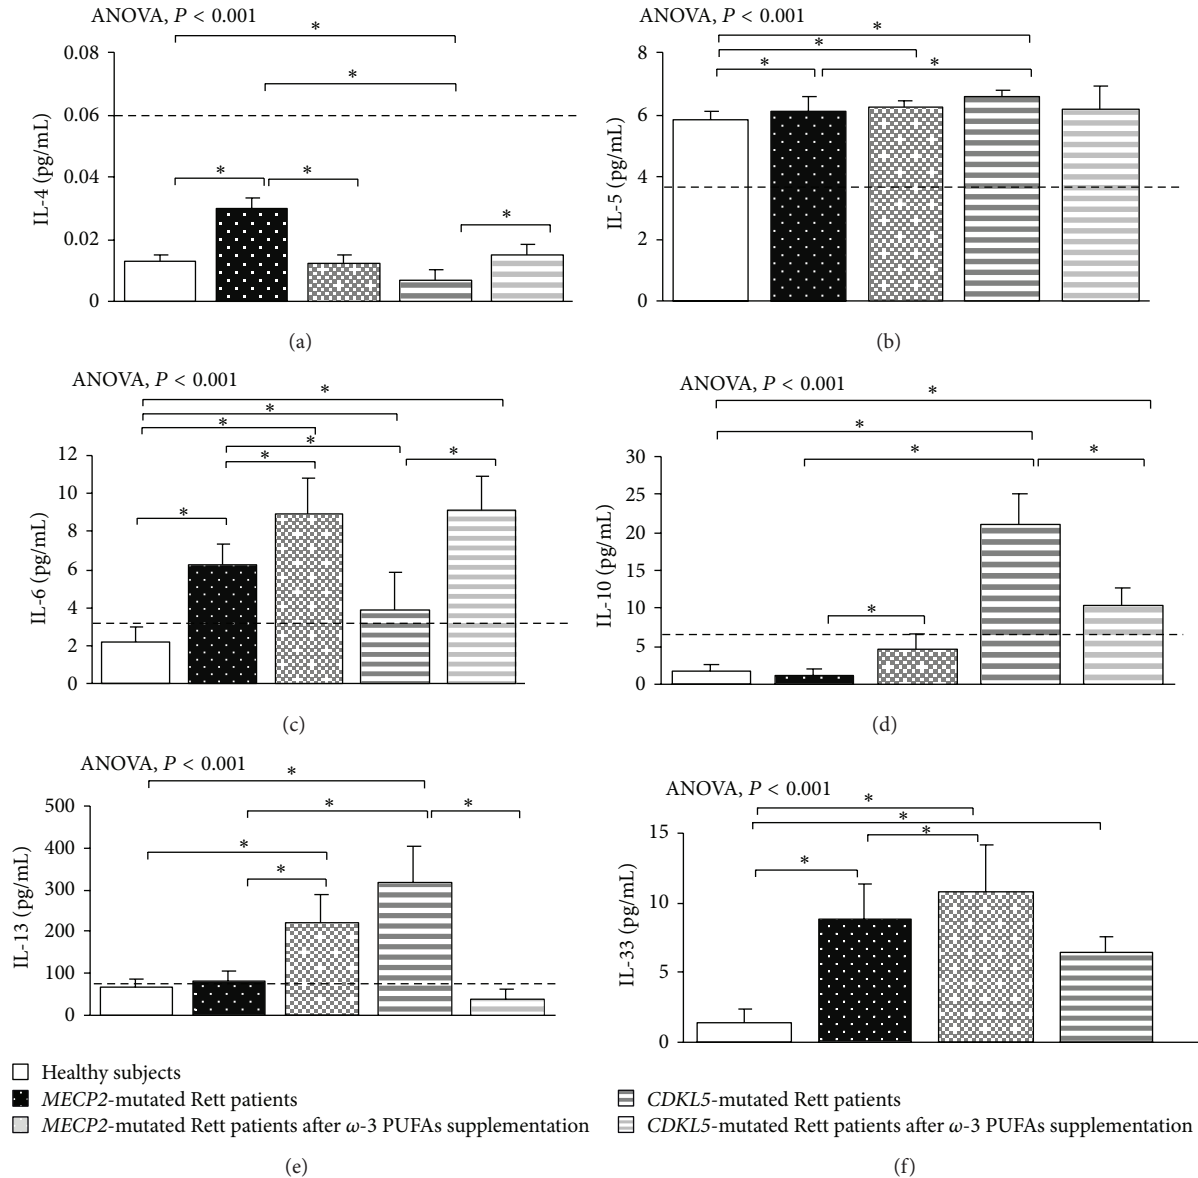 ANOVA, P < 0.001
*
*
*
*
*
0.08
0.06
0.04
0.02
0
IL-4 (pg/mL)
(a)
ANOVA, P < 0.001
*
*
*
*
8
6
4
2
0
IL-5 (pg/mL)
(b)
ANOVA, P < 0.001
*
*
*
*
*
*
*
12
10
8
6
4
2
0
IL-6 (pg/mL)
(c)
ANOVA, P < 0.001
*
*
*
*
*
30
25
20
15
10
5
0
IL-10 (pg/mL)
(d)
ANOVA, P < 0.001
*
*
*
*
*
500
400
300
200
100
0
IL-13 (pg/mL)
ANOVA, P < 0.001
*
*
*
*
15
10
5
0
IL-33 (pg/mL)
Healthy subjects
MECP2-mutated Rett patients
MECP2-mutated Rett patients after ω-3 PUFAs supplementation
CDKL5-mutated Rett patients
CDKL5-mutated Rett patients after ω-3 PUFAs supplementation
(e)
(f)